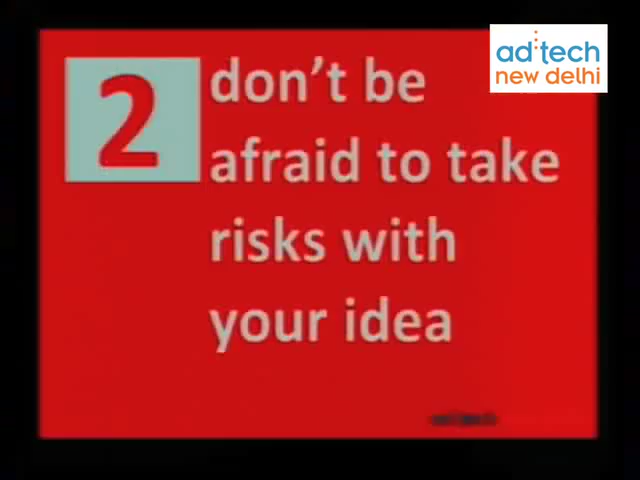 ad:tech
new delhi
2
don't be
afraid to take
risks with
your idea